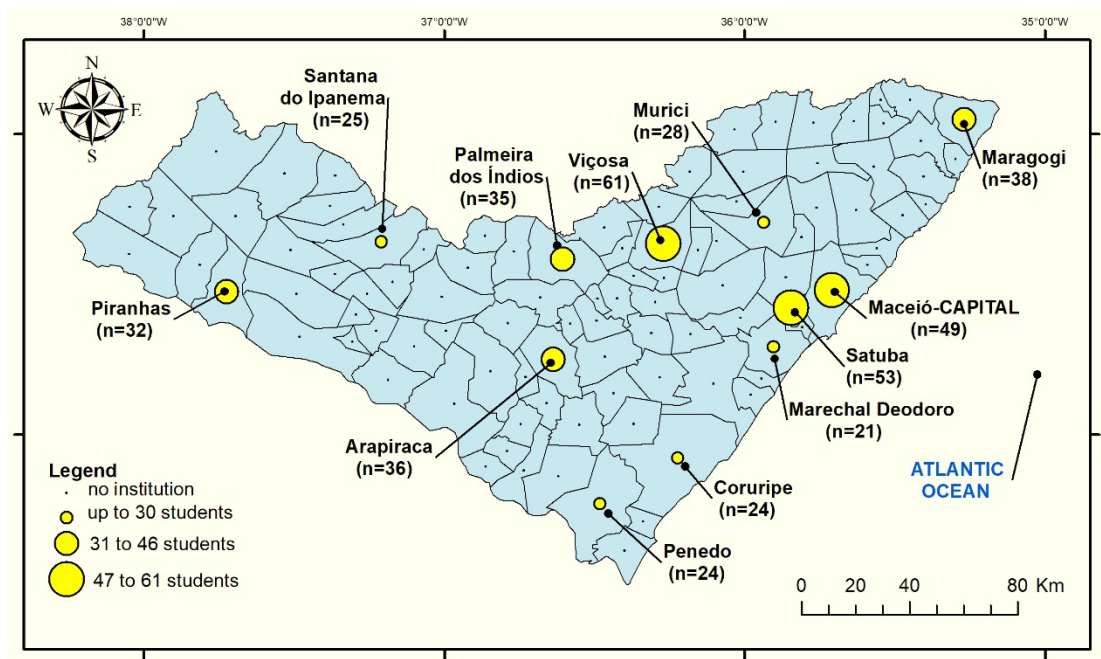 38°0'0"W
37°0'0"W
36°0'0"W
35°0'0"W
N
W
E
S
Santana
do Ipanema
(n=25)
Palmeira
dos Índios
(n=35)
Viçosa
(n=61)
Murici
(n=28)
Maragogi
(n=38)
Piranhas
(n=32)
Maceió-CAPITAL
(n=49)
Satuba
(n=53)
Marechal Deodoro
(n=21)
Arapiraca
(n=36)
Coruripe
(n=24)
Penedo
(n=24)
ATLANTIC
OCEAN
Legend
no institution
up to 30 students
31 to 46 students
47 to 61 students
0 10 20 40 60 80 Km